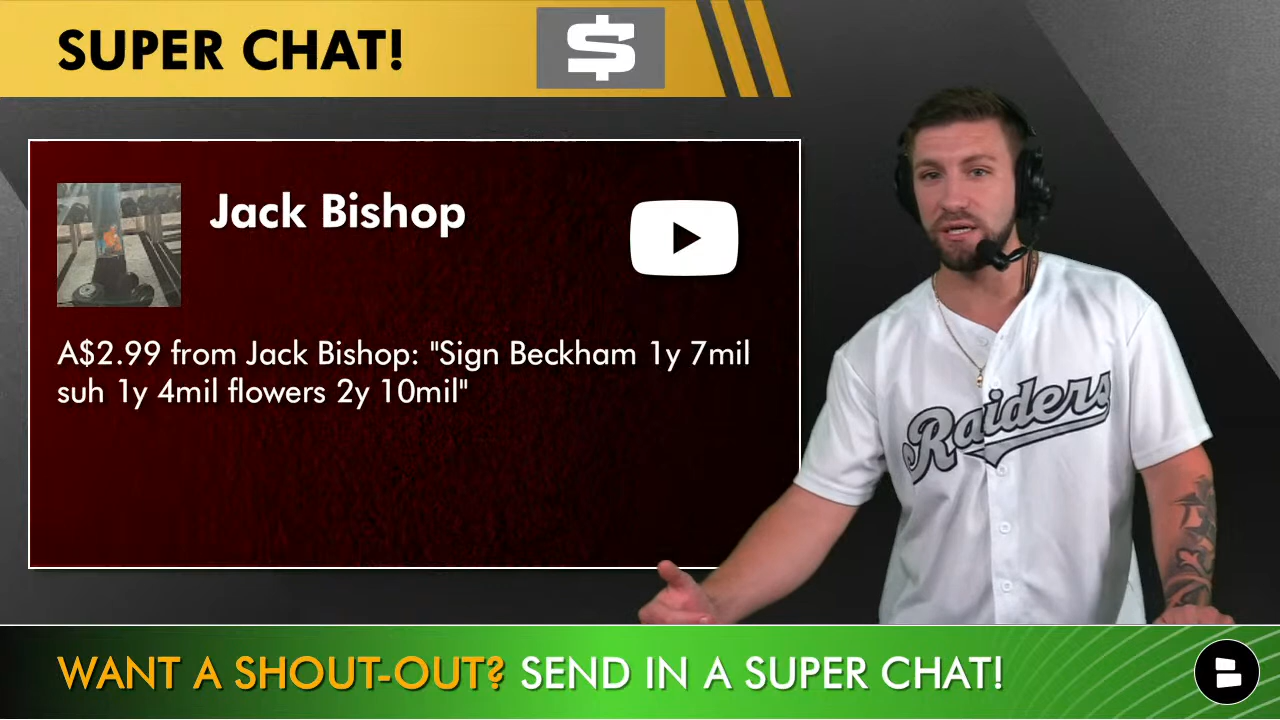 SUPER CHAT!
Jack Bishop
A$2.99 from Jack Bishop: "Sign Beckham 1y 7mil
suh 1y 4mil flowers 2y 10mil"
Raiders
WANT A SHOUT-OUT? SEND IN A SUPER CHAT!